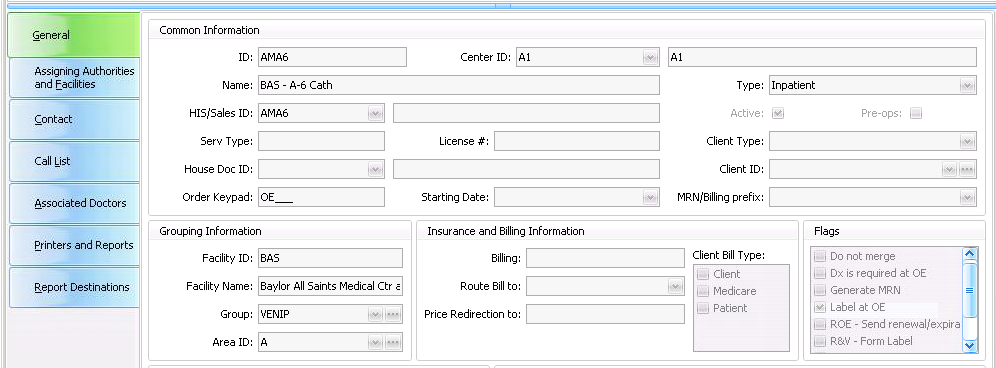 General
Assigning Authorities
and Facilities
Contact
Call List
Associated Doctors
Printers and Reports
Report Destinations
Common Information
ID: AMA6 Center ID: A1 A1
Name: BAS - A-6 Cath Type: Inpatient
HIS/Sales ID: AMA6 Active: Pre-ops:
Serv Type: License #: Client Type:
House Doc ID: Client ID:
Order Keypad: OE___ Starting Date: MRN/Billing prefix:
Grouping Information
Facility ID: BAS
Facility Name: Baylor All Saints Medical Ctr a
Group: VENIP
Area ID: A
Insurance and Billing Information
Billing:
Route Bill to:
Price Redirection to:
Client Bill Type:
Client
Medicare
Patient
Flags
Do not merge
Dx is required at OE
Generate MRN
Label at OE
ROE - Send renewal/expira
R&V - Form Label